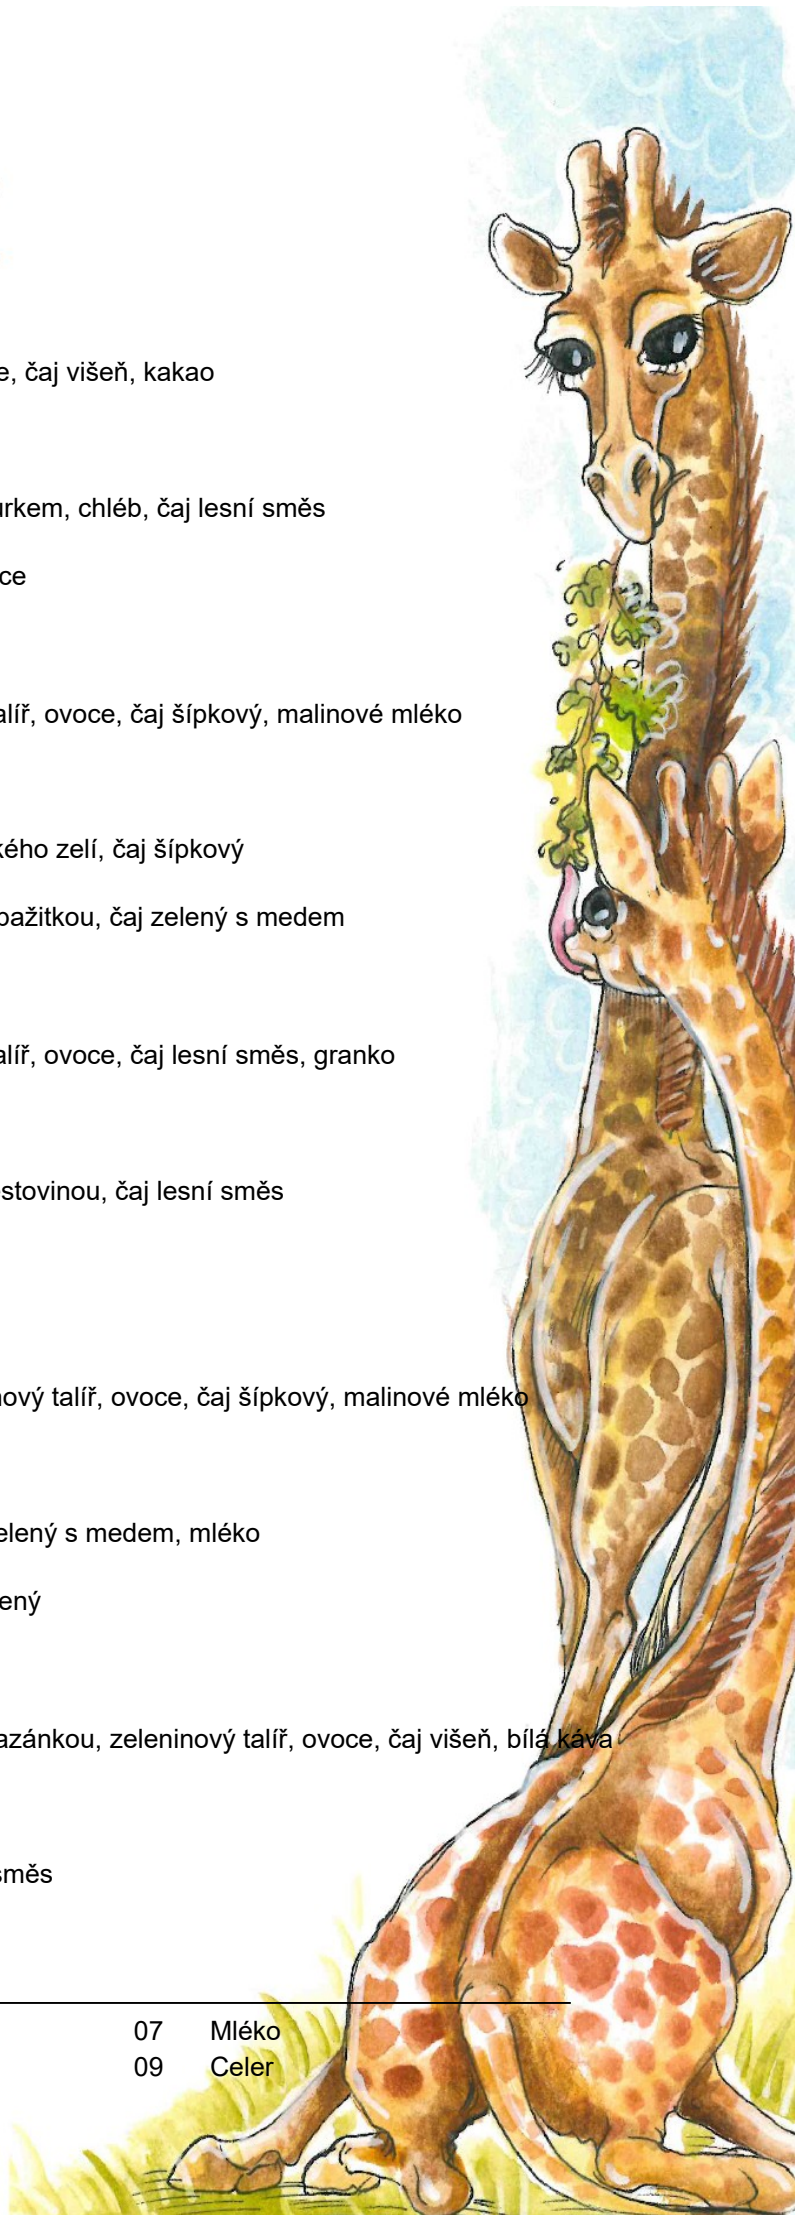 e, čaj višeň, kakao
urkem, chléb, čaj lesní směs
ce
alíř, ovoce, čaj šípkový, malinové mléko
kého zelí, čaj šípkový
pažitkou, čaj zelený s medem
alíř, ovoce, čaj lesní směs, granko
stovinou, čaj lesní směs
nový talíř, ovoce, čaj šípkový, malinové mléko
elený s medem, mléko
ený
azánkou, zeleninový talíř, ovoce, čaj višeň, bílá káva
směs
07 Mléko
09 Celer